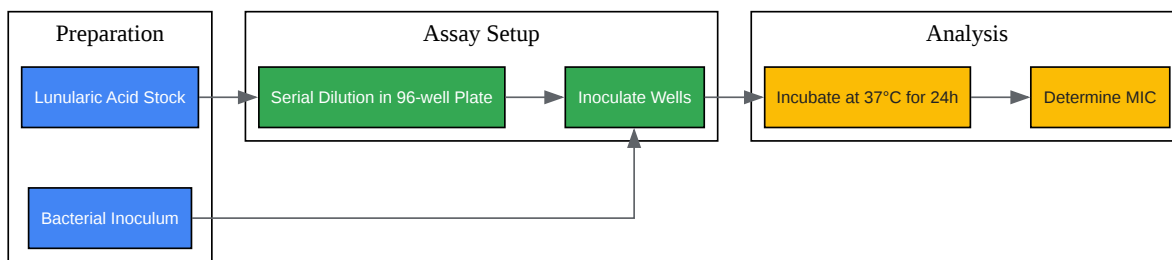 Preparation
Assay Setup
Analysis
Lunularic Acid Stock
Serial Dilution in 96-well Plate
Inoculate Wells
Incubate at 37°C for 24h
Determine MIC
Bacterial Inoculum